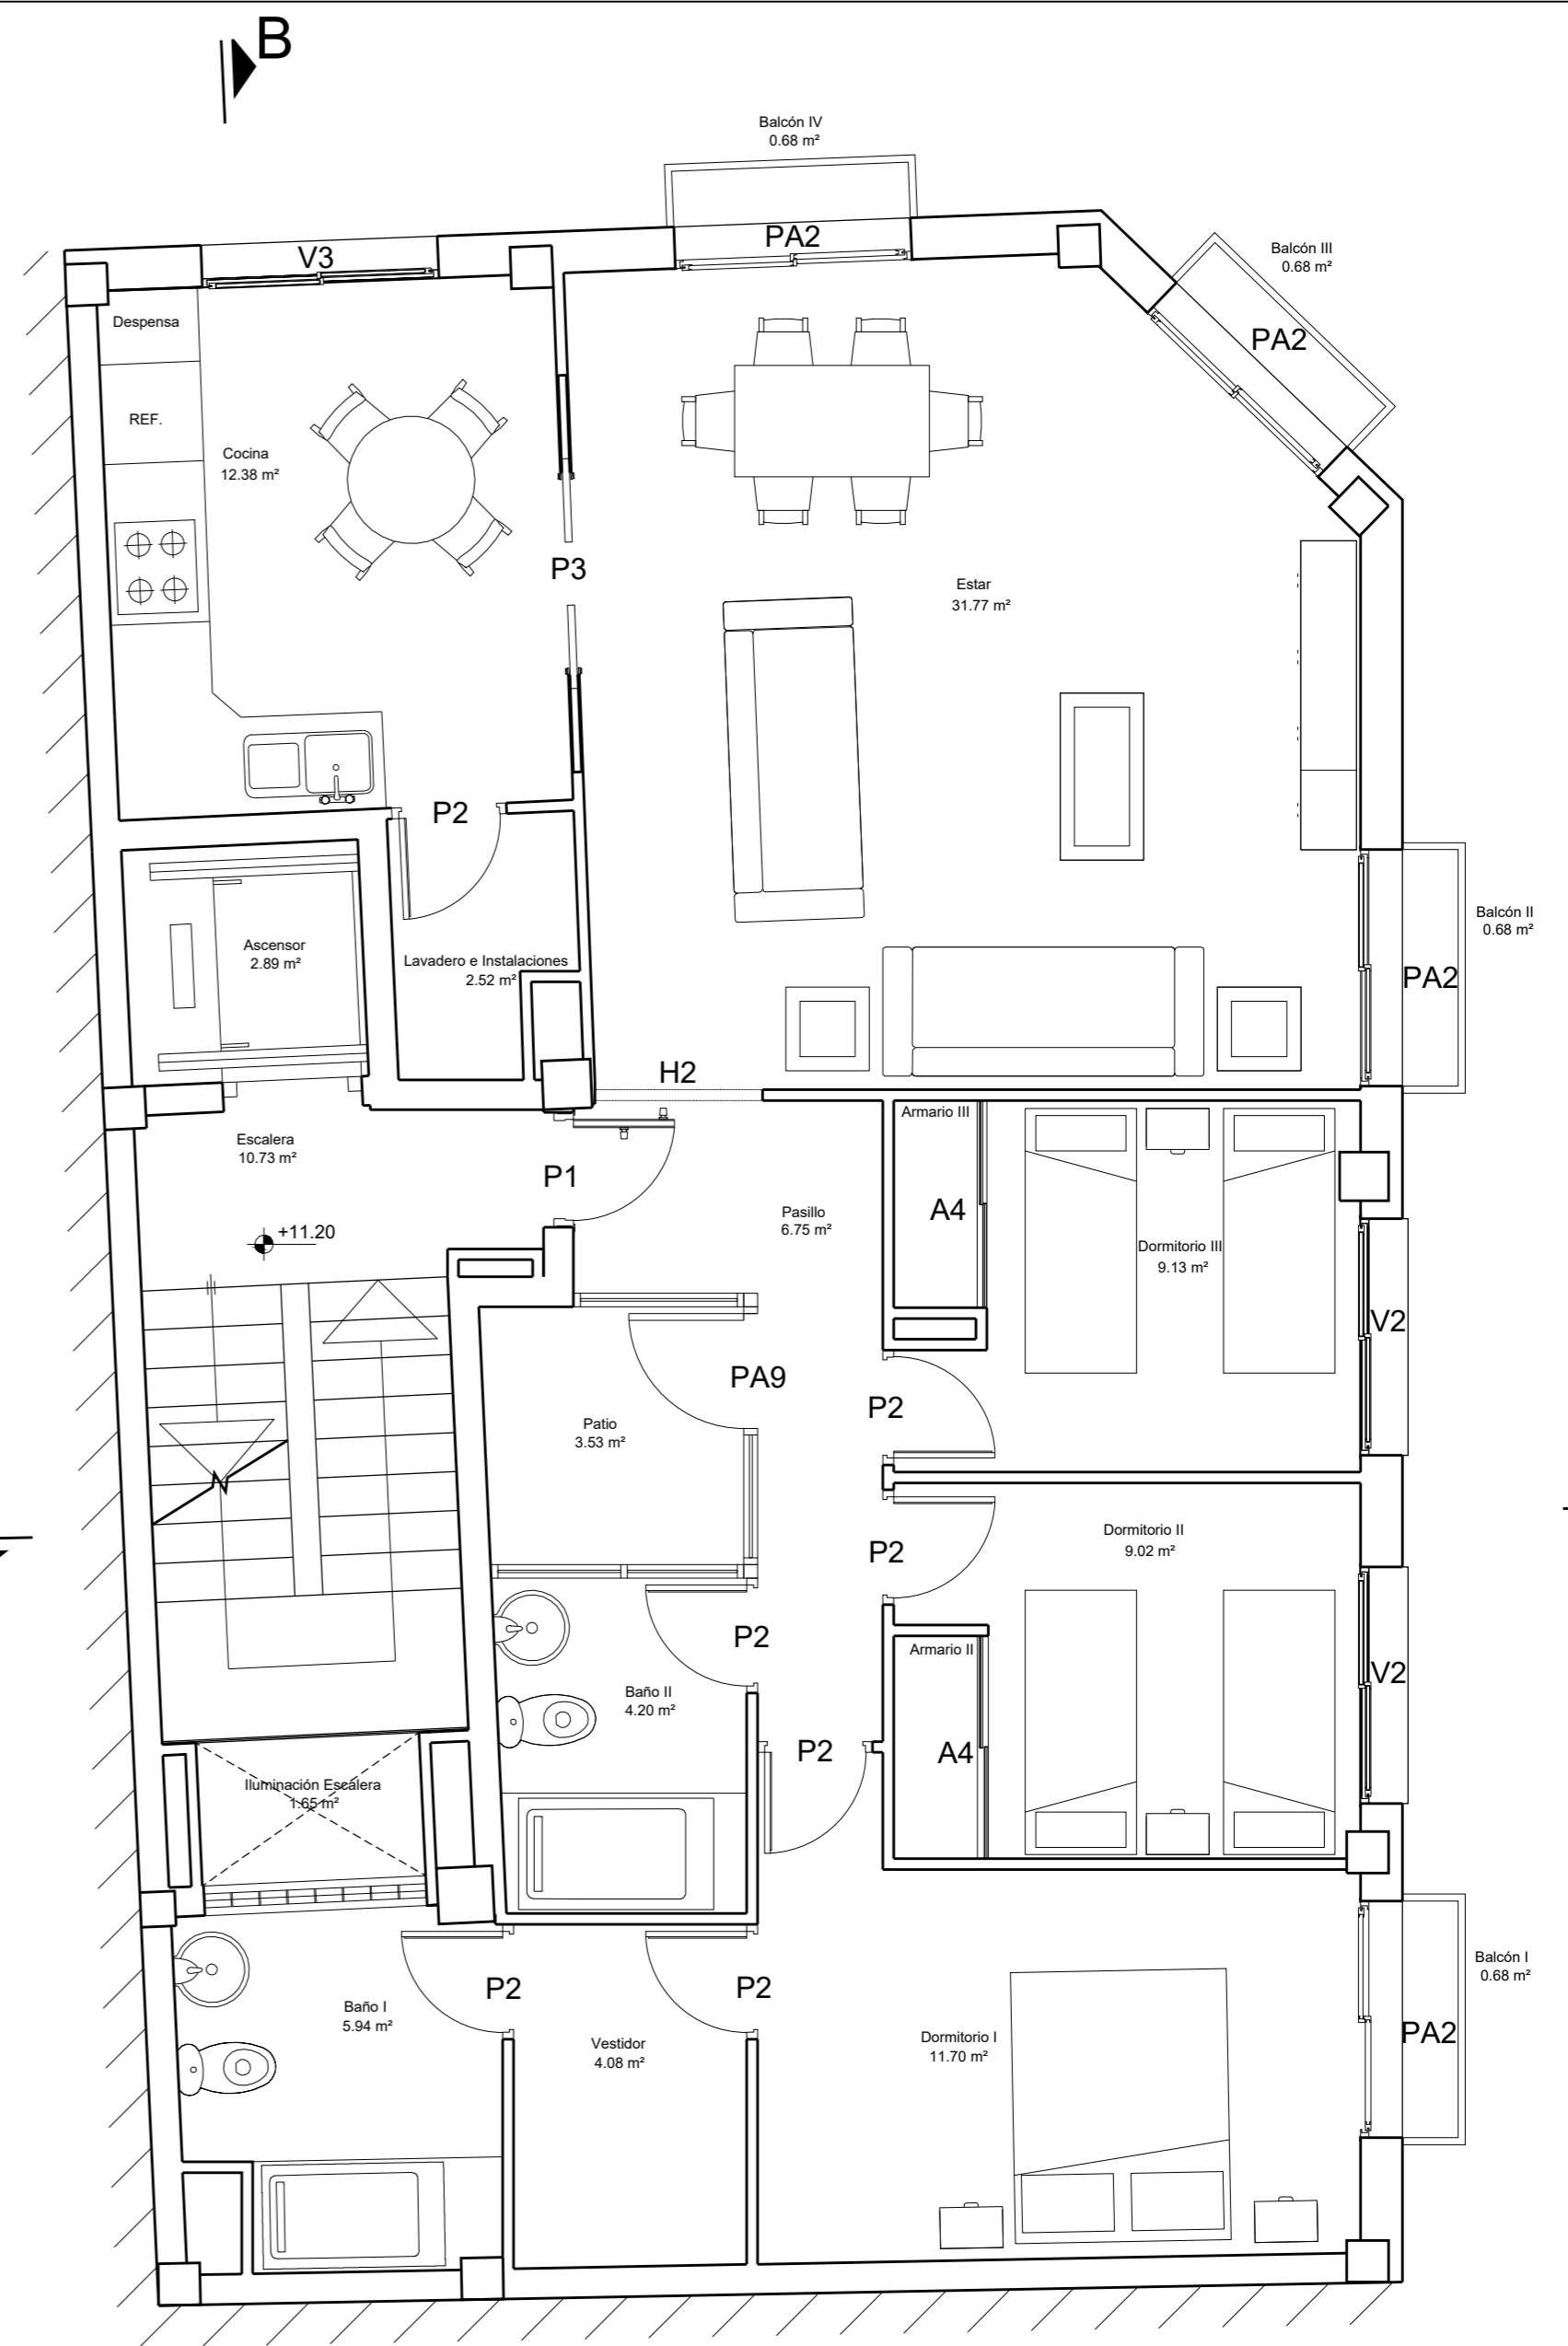 B
Balcón IV
0.68 m²
V3
PA2
Balcón III
0.68 m²
PA2
Despensa
REF.
Cocina
12.38 m²
P3
Estar
31.77 m²
P2
Balcón II
0.68 m²
PA2
Ascensor
2.89 m²
Lavadero e Instalaciones
2.52 m²
H2
Armario III
Escalera
10.73 m²
P1
A4
Pasillo
6.75 m²
+11.20
Dormitorio III
9.13 m²
V2
PA9
P2
Patio
3.53 m²
P2
Dormitorio II
9.02 m²
P2
Armario II
V2
Baño II
4.20 m²
P2
A4
Iluminación Escalera
1.65 m²
Balcón I
0.68 m²
P2
P2
Baño I
5.94 m²
Vestidor
4.08 m²
Dormitorio I
11.70 m²
PA2